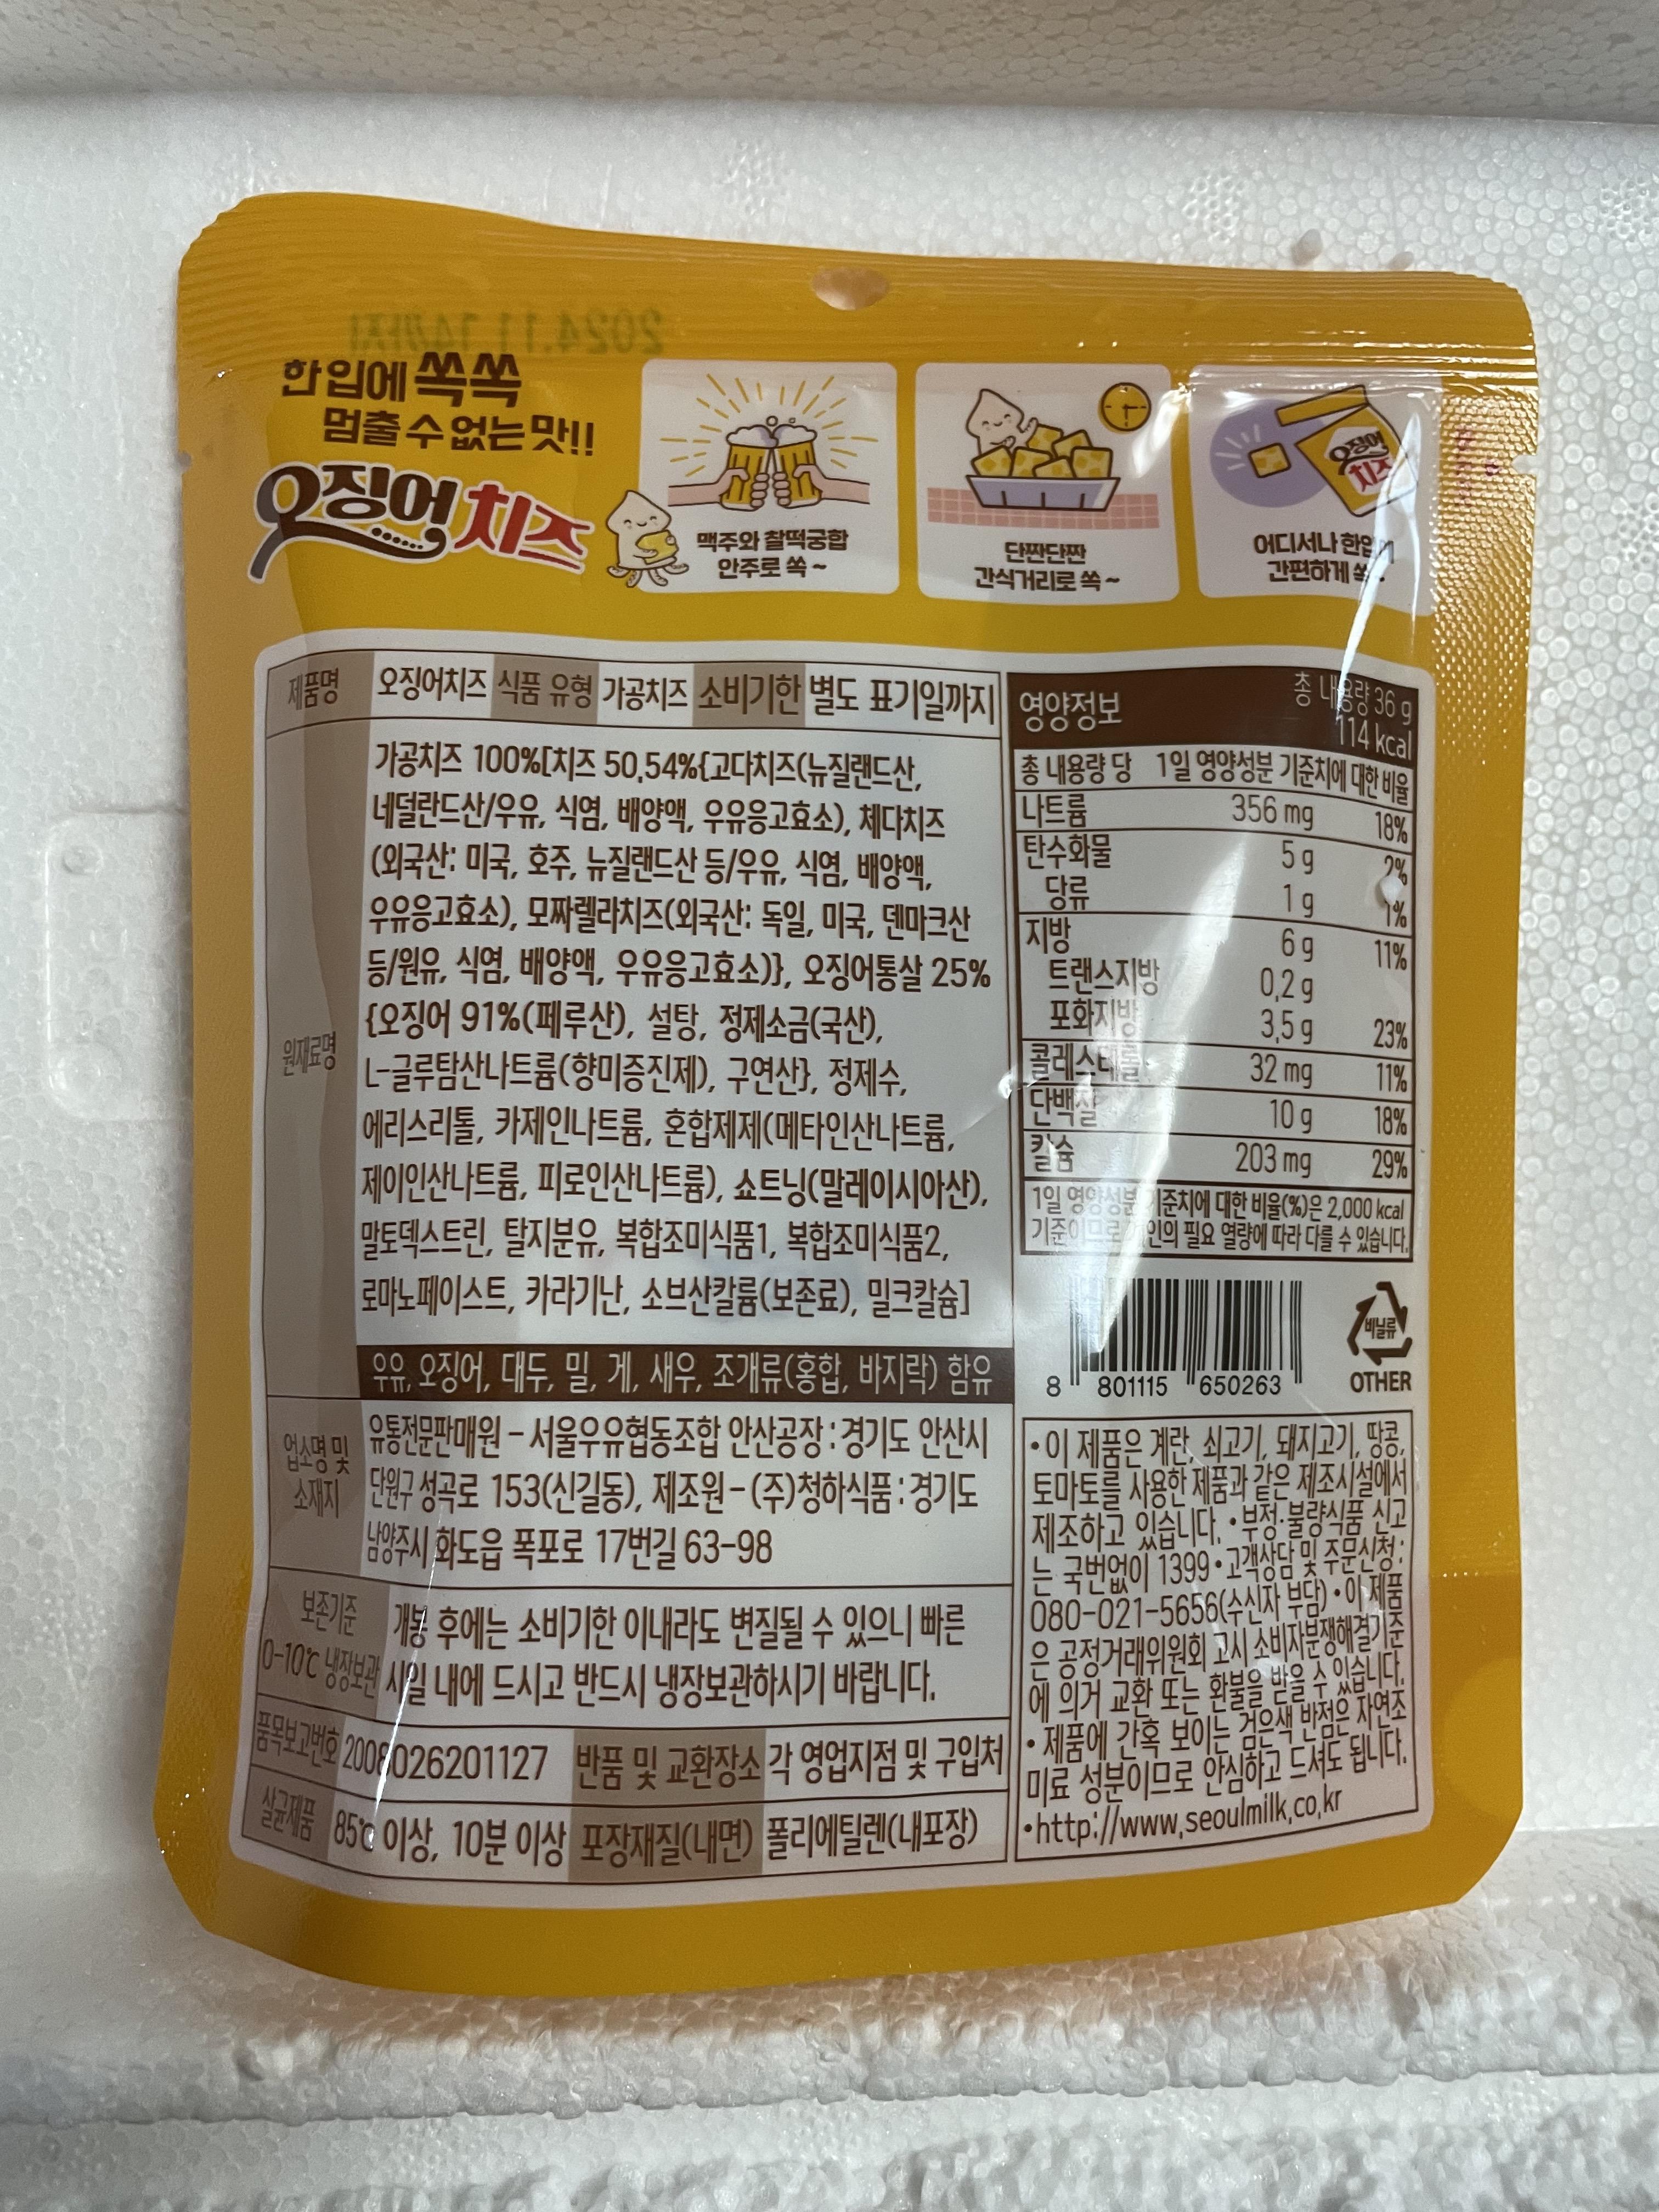 2024.11.14까지
한입에 쏙쏙
멈출 수 없는 맛!!
오징어치즈
맥주와 찰떡궁합
안주로 쏙~
단짠단짠
간식거리로 쏙~
오징어
치즈
어디서나 한입에
간편하게 쏙~
제품명 오징어치즈 식품 유형 가공치즈 소비기한 별도 표기일까지
원재료명
가공치즈 100%[치즈 50.54%{고다치즈(뉴질랜드산,
네덜란드산/우유, 식염, 배양액, 우유응고효소), 체다치즈
(외국산: 미국, 호주, 뉴질랜드산 등/우유, 식염, 배양액,
우유응고효소), 모짜렐라치즈(외국산: 독일, 미국, 덴마크산
등/원유, 식염, 배양액, 우유응고효소)}, 오징어통살 25%
{오징어 91%(페루산), 설탕, 정제소금(국산),
L-글루탐산나트륨(향미증진제), 구연산}, 정제수,
에리스리톨, 카제인나트륨, 혼합제제(메타인산나트륨,
제이인산나트륨, 피로인산나트륨), 쇼트닝(말레이시아산),
말토덱스트린, 탈지분유, 복합조미식품1, 복합조미식품2,
로마노페이스트, 카라기난, 소브산칼륨(보존료), 밀크칼슘]
우유, 오징어, 대두, 밀, 게, 새우, 조개류(홍합, 바지락) 함유
업소명 및
소재지
유통전문판매원 - 서울우유협동조합 안산공장 : 경기도 안산시
단원구 성곡로 153(신길동), 제조원-(주)청하식품 : 경기도
남양주시 화도읍 폭포로 17번길 63-98
보존기준
0-10℃ 냉장보관
개봉 후에는 소비기한 이내라도 변질될 수 있으니 빠른
시일 내에 드시고 반드시 냉장보관하시기 바랍니다.
품목보고번호 2008026201127 반품 및 교환장소 각 영업지점 및 구입처
살균제품 85℃ 이상, 10분 이상 포장재질(내면) 폴리에틸렌(내포장)
영양정보 총 내용량 36 g
114 kcal
총 내용량 당 1일 영양성분 기준치에 대한 비율
나트륨 356 mg 18%
탄수화물 5 g 2%
당류 1 g 1%
지방 6 g 11%
트랜스지방 0.2 g
포화지방 3.5 g 23%
콜레스테롤 32 mg 11%
단백질 10 g 18%
칼슘 203 mg 29%
1일 영양성분 기준치에 대한 비율(%)은 2,000 kcal
기준이므로 개인의 필요 열량에 따라 다를 수 있습니다.
8 801115 650263
비닐류
OTHER
•이 제품은 계란, 쇠고기, 돼지고기, 땅콩,
토마토를 사용한 제품과 같은 제조시설에서
제조하고 있습니다. •부정·불량식품 신고
는 국번없이 1399 •고객상담 및 주문신청 :
080-021-5656(수신자 부담) •이 제품
은 공정거래위원회 고시 소비자분쟁해결기준
에 의거 교환 또는 환불을 받을 수 있습니다.
•제품에 간혹 보이는 검은색 반점은 자연조
미료 성분이므로 안심하고 드셔도 됩니다.
•http://www.seoulmilk.co.kr